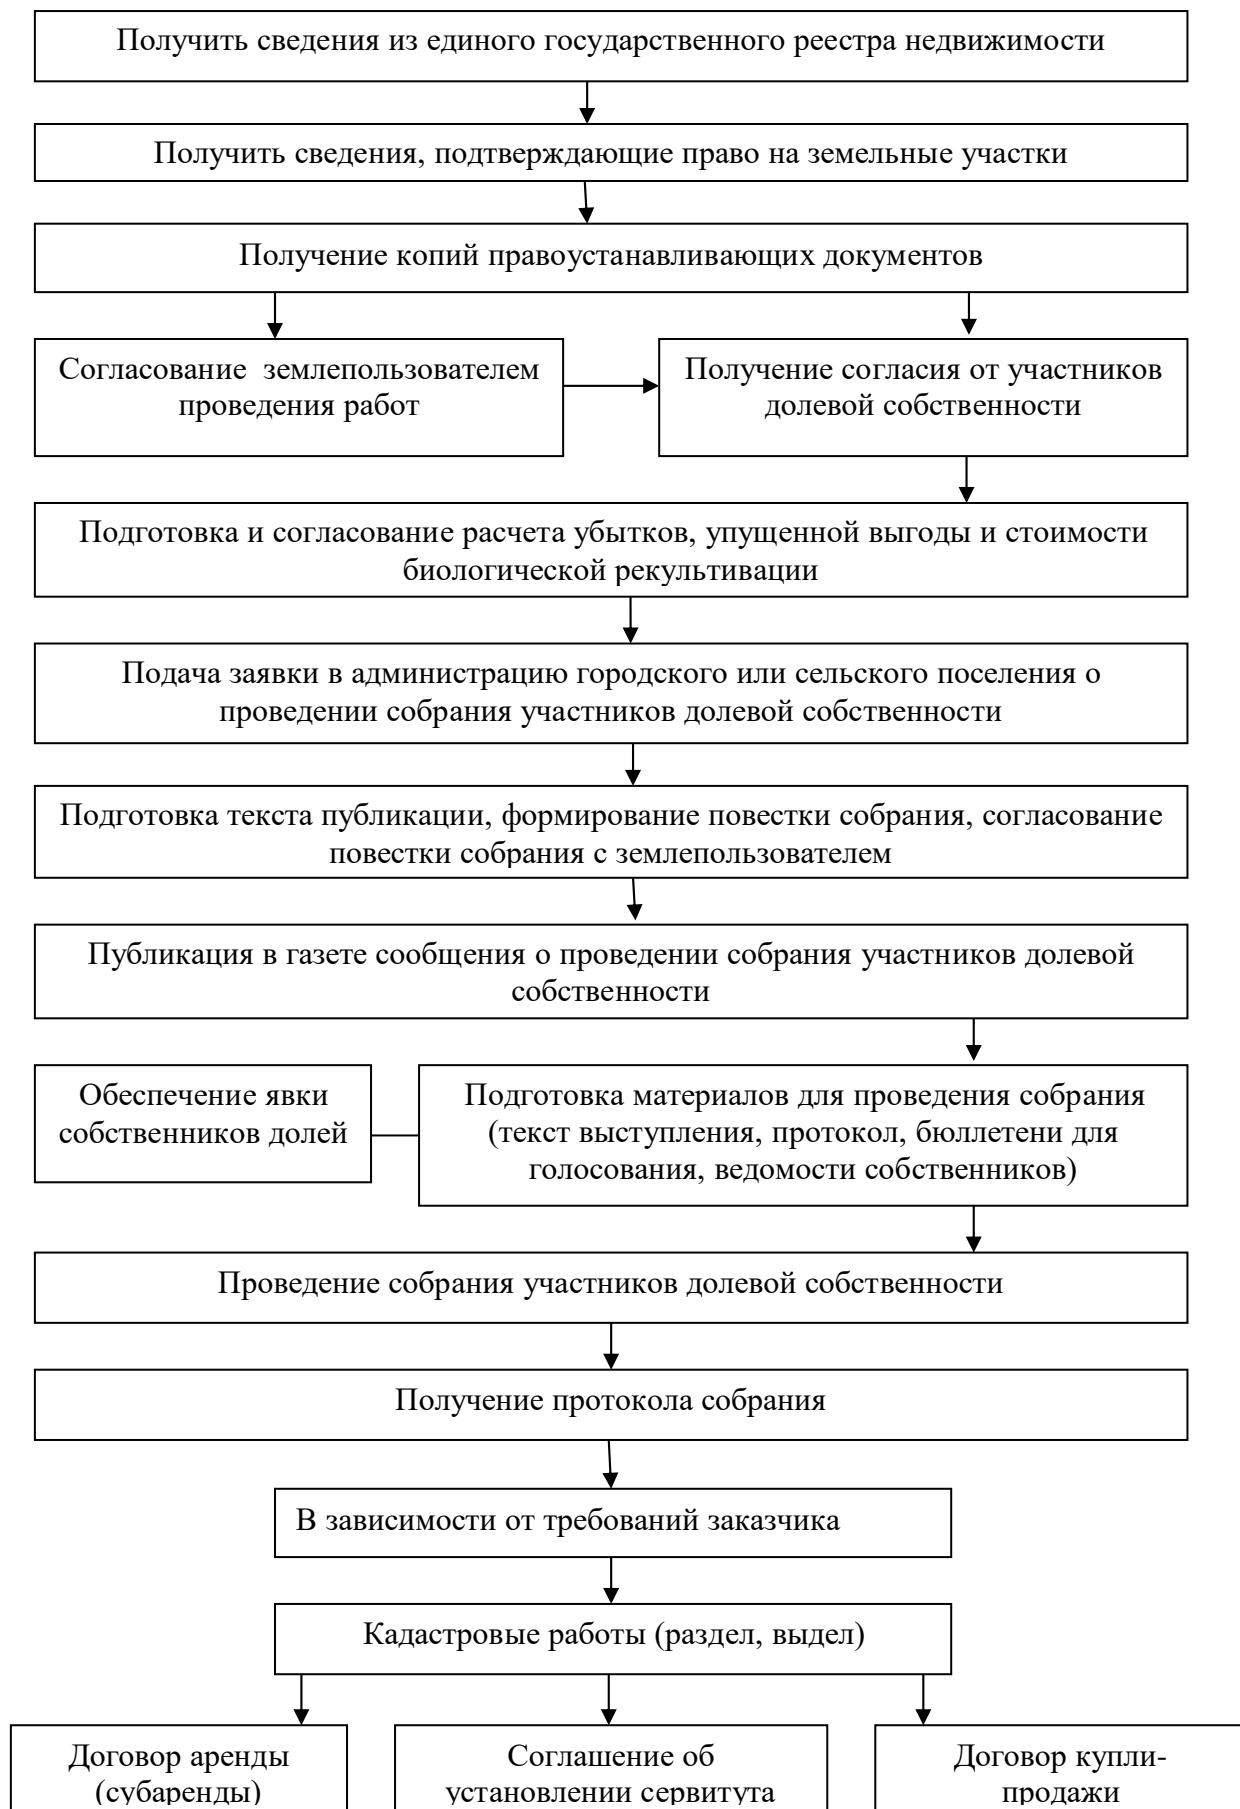 Получить сведения из единого государственного реестра недвижимости
Получить сведения, подтверждающие право на земельные участки
Получение копий правоустанавливающих документов
Согласование землепользователем
проведения работ
Получение согласия от участников
долевой собственности
Подготовка и согласование расчета убытков, упущенной выгоды и стоимости
биологической рекультивации
Подача заявки в администрацию городского или сельского поселения о
проведении собрания участников долевой собственности
Подготовка текста публикации, формирование повестки собрания, согласование
повестки собрания с землепользователем
Публикация в газете сообщения о проведении собрания участников долевой
собственности
Обеспечение явки
собственников долей
Подготовка материалов для проведения собрания
(текст выступления, протокол, бюллетени для
голосования, ведомости собственников)
Проведение собрания участников долевой собственности
Получение протокола собрания
В зависимости от требований заказчика
Кадастровые работы (раздел, выдел)
Договор аренды
(субаренды)
Соглашение об
установлении сервитута
Договор купли-
продажи